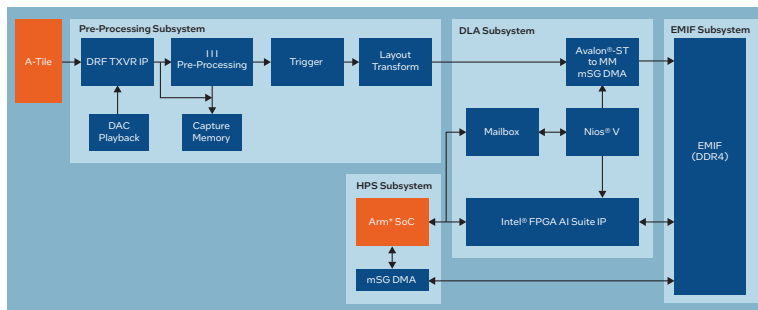 Pre-Processing Subsystem
DLA Subsystem
EMIF Subsystem
A-Tile
DRF TXVR IP
III
Pre-Processing
Trigger
Layout
Transform
Avalon®-ST
to MM
mSG DMA
DAC
Playback
Capture
Memory
Mailbox
Nios® V
EMIF
(DDR4)
HPS Subsystem
Arm* SoC
Intel® FPGA AI Suite IP
mSG DMA